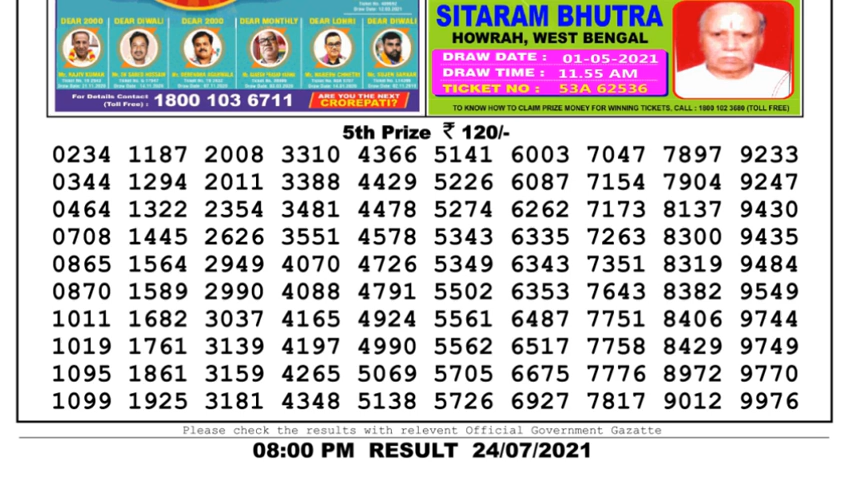 DEAR 2000 DEAR DIWALI DEAR 2000 DEAR MONTHLY DEAR LOHRI DEAR DIWALI
For Details Contact
(Toll Free) : 1800 103 6711
ARE YOU THE NEXT
CROREPATI?
SITARAM BHUTRA
HOWRAH, WEST BENGAL
DRAW DATE : 01-05-2021
DRAW TIME : 11.55 AM
TICKET NO : 53A 62536
TO KNOW HOW TO CLAIM PRIZE MONEY FOR WINNING TICKETS, CALL : 1800 102 3680 (TOLL FREE)
5th Prize ₹ 120/-
0234 1187 2008 3310 4366 5141 6003 7047 7897 9233
0344 1294 2011 3388 4429 5226 6087 7154 7904 9247
0464 1322 2354 3481 4478 5274 6262 7173 8137 9430
0708 1445 2626 3551 4578 5343 6335 7263 8300 9435
0865 1564 2949 4070 4726 5349 6343 7351 8319 9484
0870 1589 2990 4088 4791 5502 6353 7643 8382 9549
1011 1682 3037 4165 4924 5561 6487 7751 8406 9744
1019 1761 3139 4197 4990 5562 6517 7758 8429 9749
1095 1861 3159 4265 5069 5705 6675 7776 8972 9770
1099 1925 3181 4348 5138 5726 6927 7817 9012 9976
Please check the results with relevent Official Government Gazatte
08:00 PM RESULT 24/07/2021